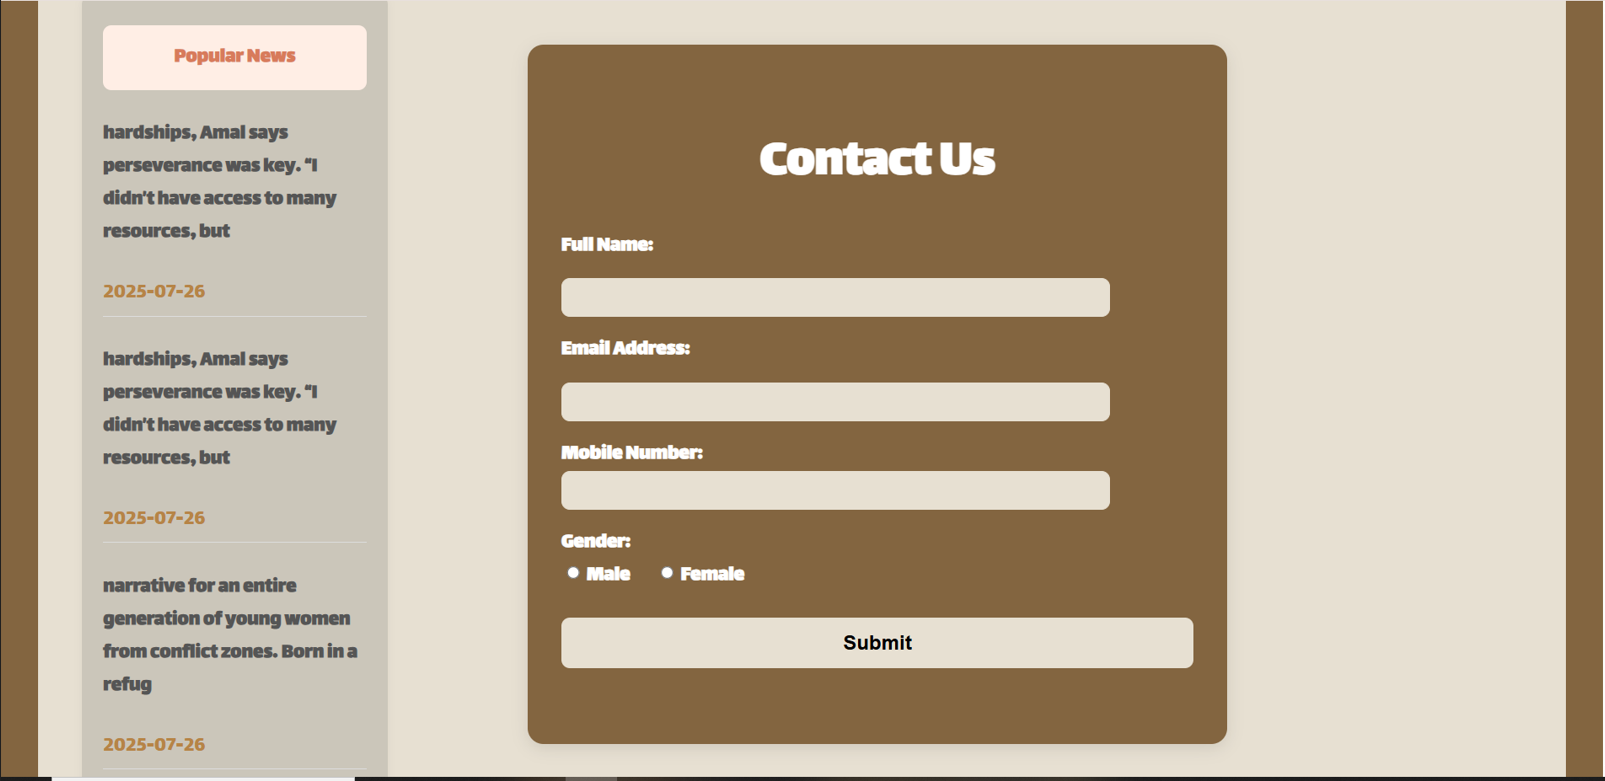 Popular News
hardships, Amal says
perseverance was key. “I
didn't have access to many
resources, but
2025-07-26
hardships, Amal says
perseverance was key. “I
didn't have access to many
resources, but
2025-07-26
narrative for an entire
generation of young women
from conflict zones. Born in a
refug
2025-07-26
Contact Us
Full Name:
Email Address:
Mobile Number:
Gender:
Male Female
Submit